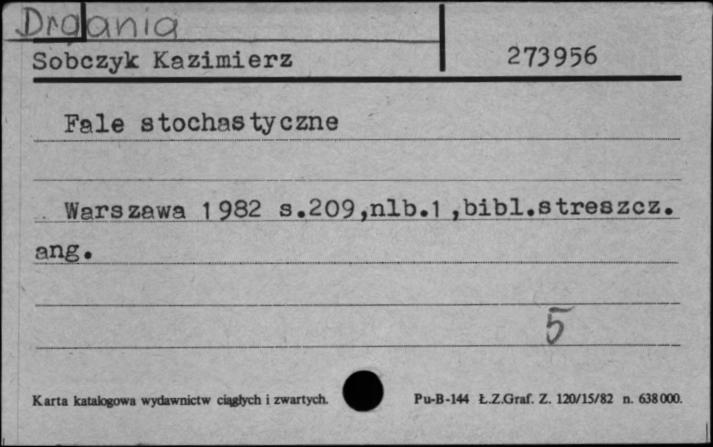 Drgania
Sobczyk Kazimierz 273956
Fale stochastyczne
Warszawa 1982 s.209,nlb.1,bibl.streszcz.
ang.
5
Karta katalogowa wydawnictw ciągłych i zwartych. Pu-B-144 Ł.Z.Graf. Z. 120/15/82 n. 638000.